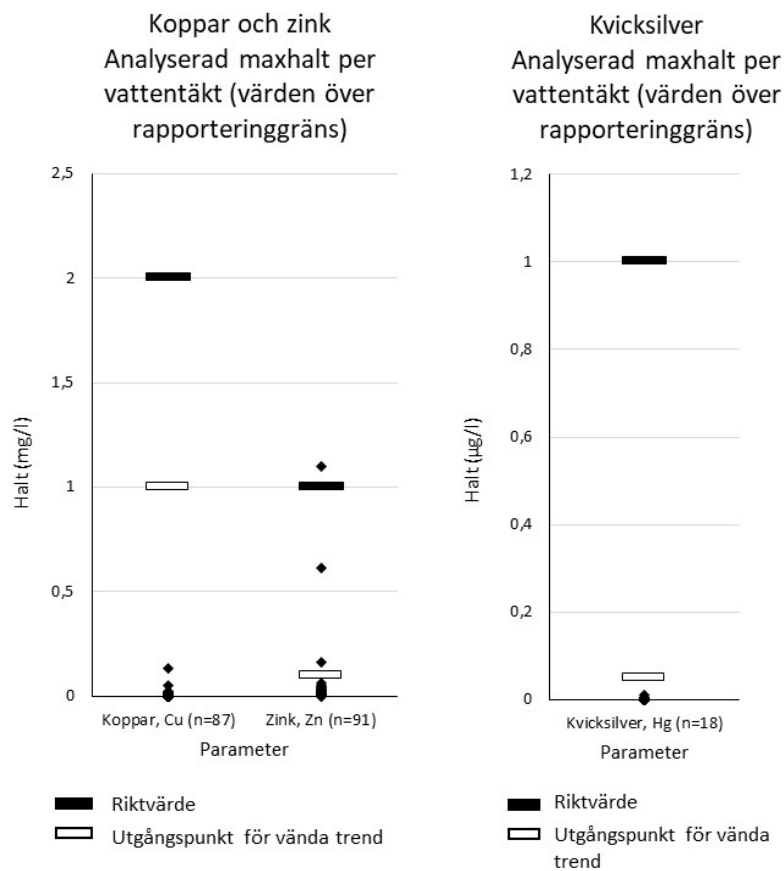 Koppar och zink
Analyserad maxhalt per
vattentäkt (värden över
rapporteringgräns)
2,5
2
1,5
1
0,5
0
Halt (mg/l)
Koppar, Cu (n=87)
Zink, Zn (n=91)
Parameter
Riktvärde
Utgångspunkt för vända trend
Kvicksilver
Analyserad maxhalt per
vattentäkt (värden över
rapporteringgräns)
1,2
1
0,8
0,6
0,4
0,2
0
Halt (µg/l)
Kvicksilver, Hg (n=18)
Parameter
Riktvärde
Utgångspunkt för vända
trend